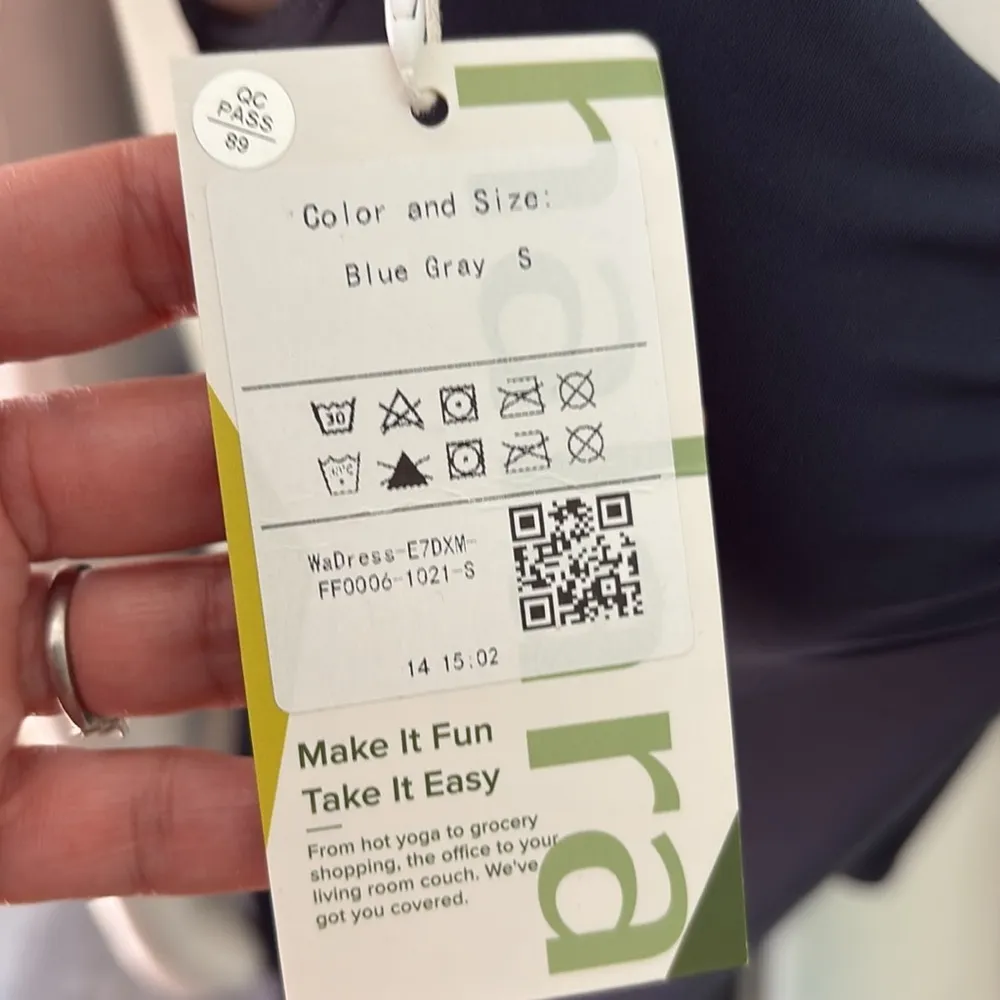 QC
PASS
89
Color and Size:
Blue Gray S
30
WaDress-E7DXM-
FF0006-1021-S
14 15:02
Make It Fun
Take It Easy
From hot yoga to grocery
shopping, the office to your
living room couch. We've
got you covered.
ra